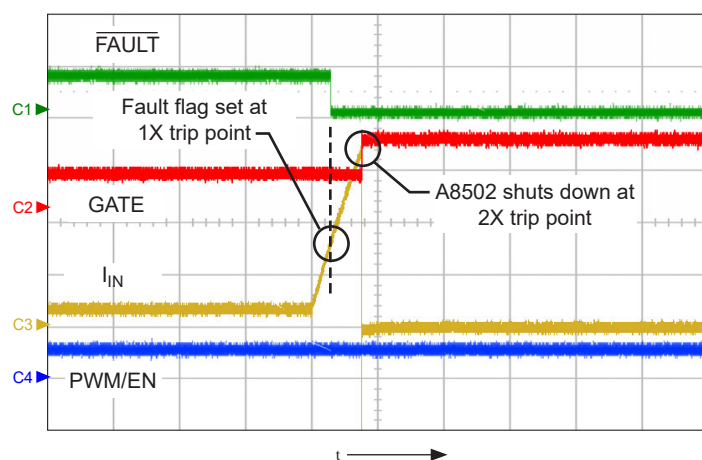 FAULT
C1
Fault flag set at
1X trip point
A8502 shuts down at
2X trip point
C2
GATE
I_IN
C3
PWM/EN
C4
t